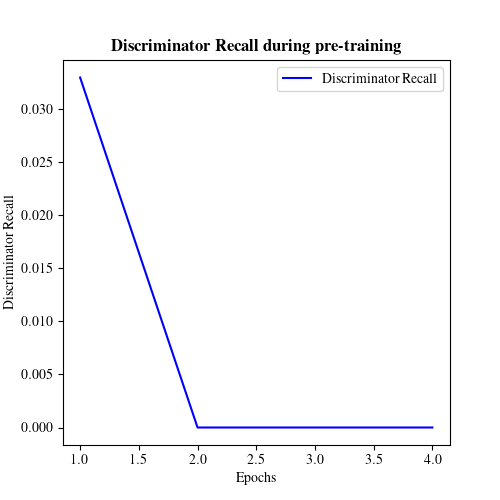 Discriminator Recall during pre-training
Discriminator Recall
0.030
0.025
0.020
0.015
0.010
0.005
0.000
Discriminator Recall
1.0 1.5 2.0 2.5 3.0 3.5 4.0
Epochs